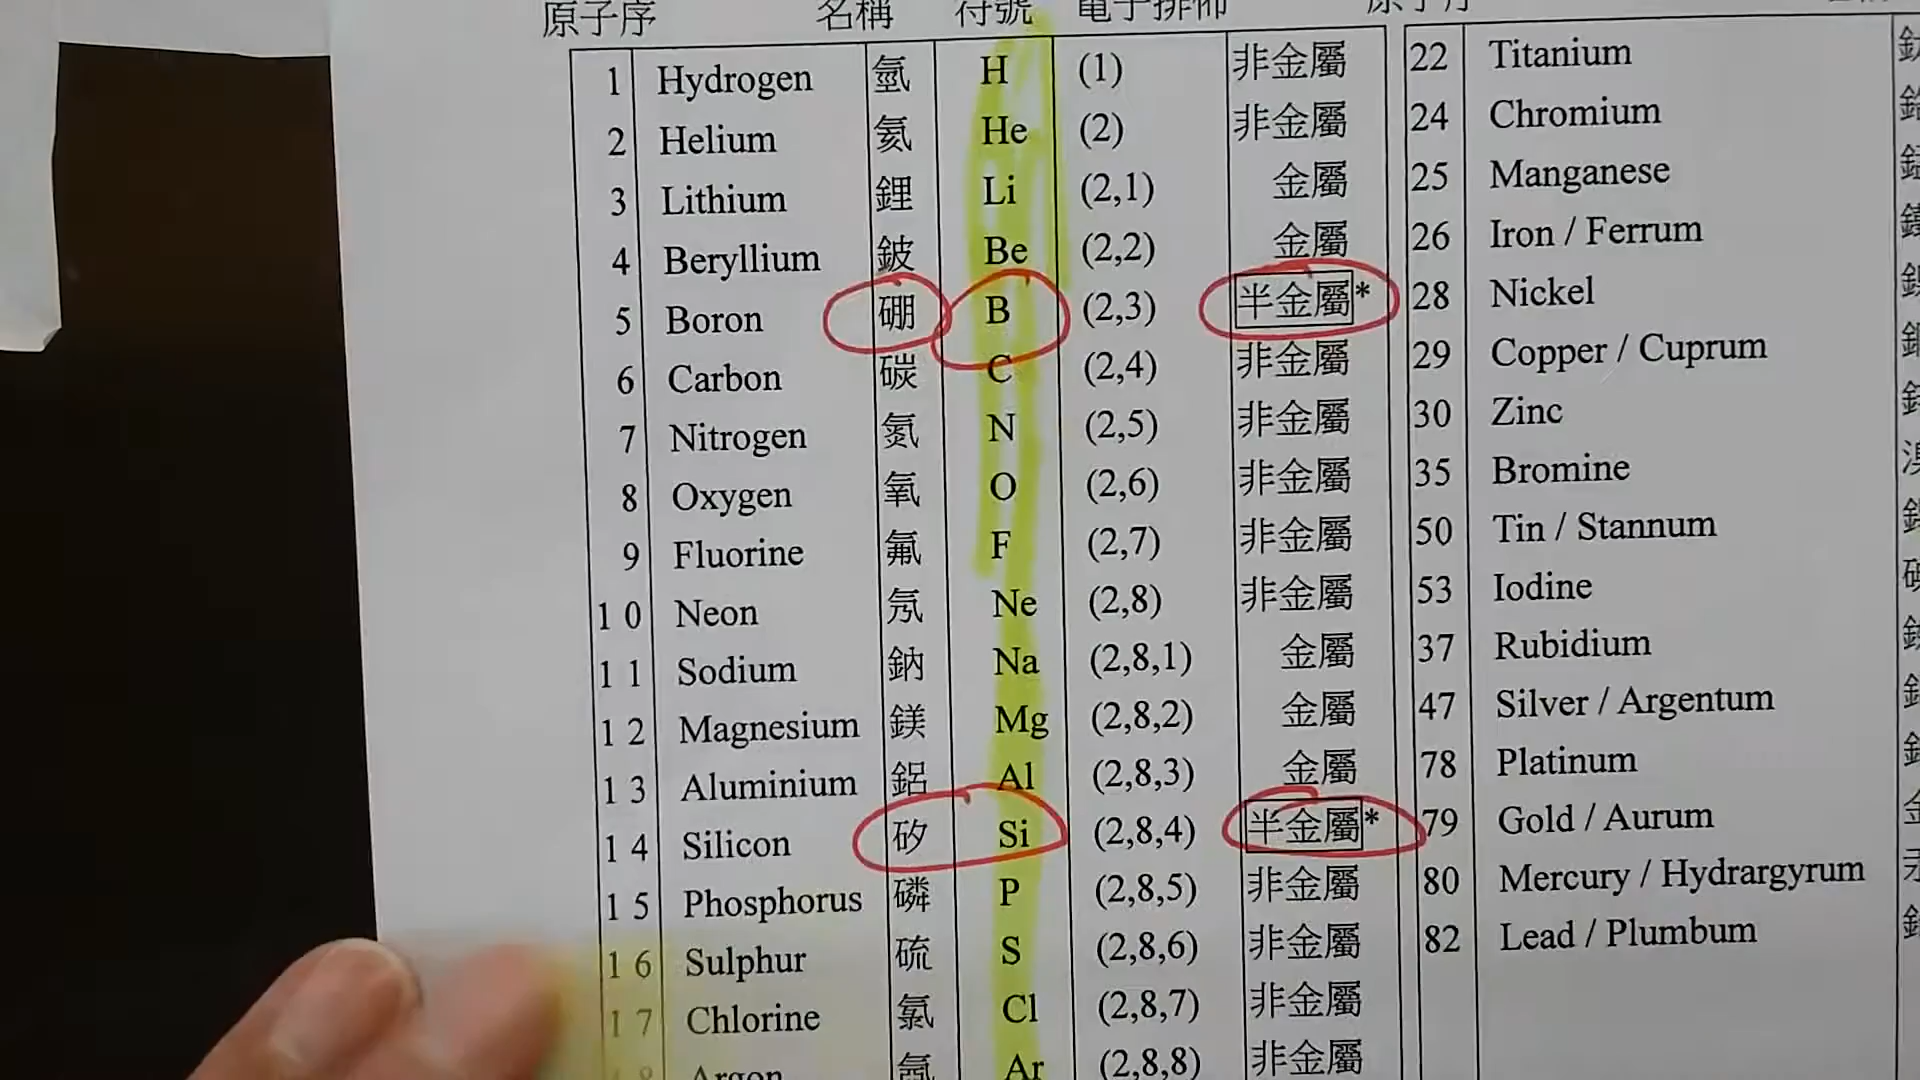 原子序 名稱 符號 電子排佈 原子序
1 Hydrogen 氫 H (1) 非金屬 22 Titanium
2 Helium 氦 He (2) 非金屬 24 Chromium
3 Lithium 鋰 Li (2,1) 金屬 25 Manganese
4 Beryllium 鈹 Be (2,2) 金屬 26 Iron / Ferrum
5 Boron 硼 B (2,3) 半金屬* 28 Nickel
6 Carbon 碳 C (2,4) 非金屬 29 Copper / Cuprum
7 Nitrogen 氮 N (2,5) 非金屬 30 Zinc
8 Oxygen 氧 O (2,6) 非金屬 35 Bromine
9 Fluorine 氟 F (2,7) 非金屬 50 Tin / Stannum
10 Neon 氖 Ne (2,8) 非金屬 53 Iodine
11 Sodium 鈉 Na (2,8,1) 金屬 37 Rubidium
12 Magnesium 鎂 Mg (2,8,2) 金屬 47 Silver / Argentum
13 Aluminium 鋁 Al (2,8,3) 金屬 78 Platinum
14 Silicon 矽 Si (2,8,4) 半金屬* 79 Gold / Aurum
15 Phosphorus 磷 P (2,8,5) 非金屬 80 Mercury / Hydrargyrum
16 Sulphur 硫 S (2,8,6) 非金屬 82 Lead / Plumbum
17 Chlorine 氯 Cl (2,8,7) 非金屬
18 Argon 氬 Ar (2,8,8) 非金屬